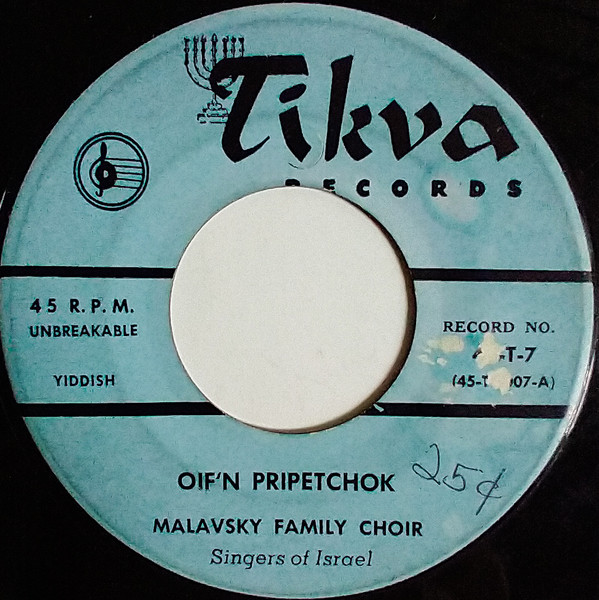 Tikva
RECORDS
45 R.P.M.
UNBREAKABLE
YIDDISH
RECORD NO.
OIF'N PRIPETCHOK
25¢
MALAVSKY FAMILY CHOIR
Singers of Israel